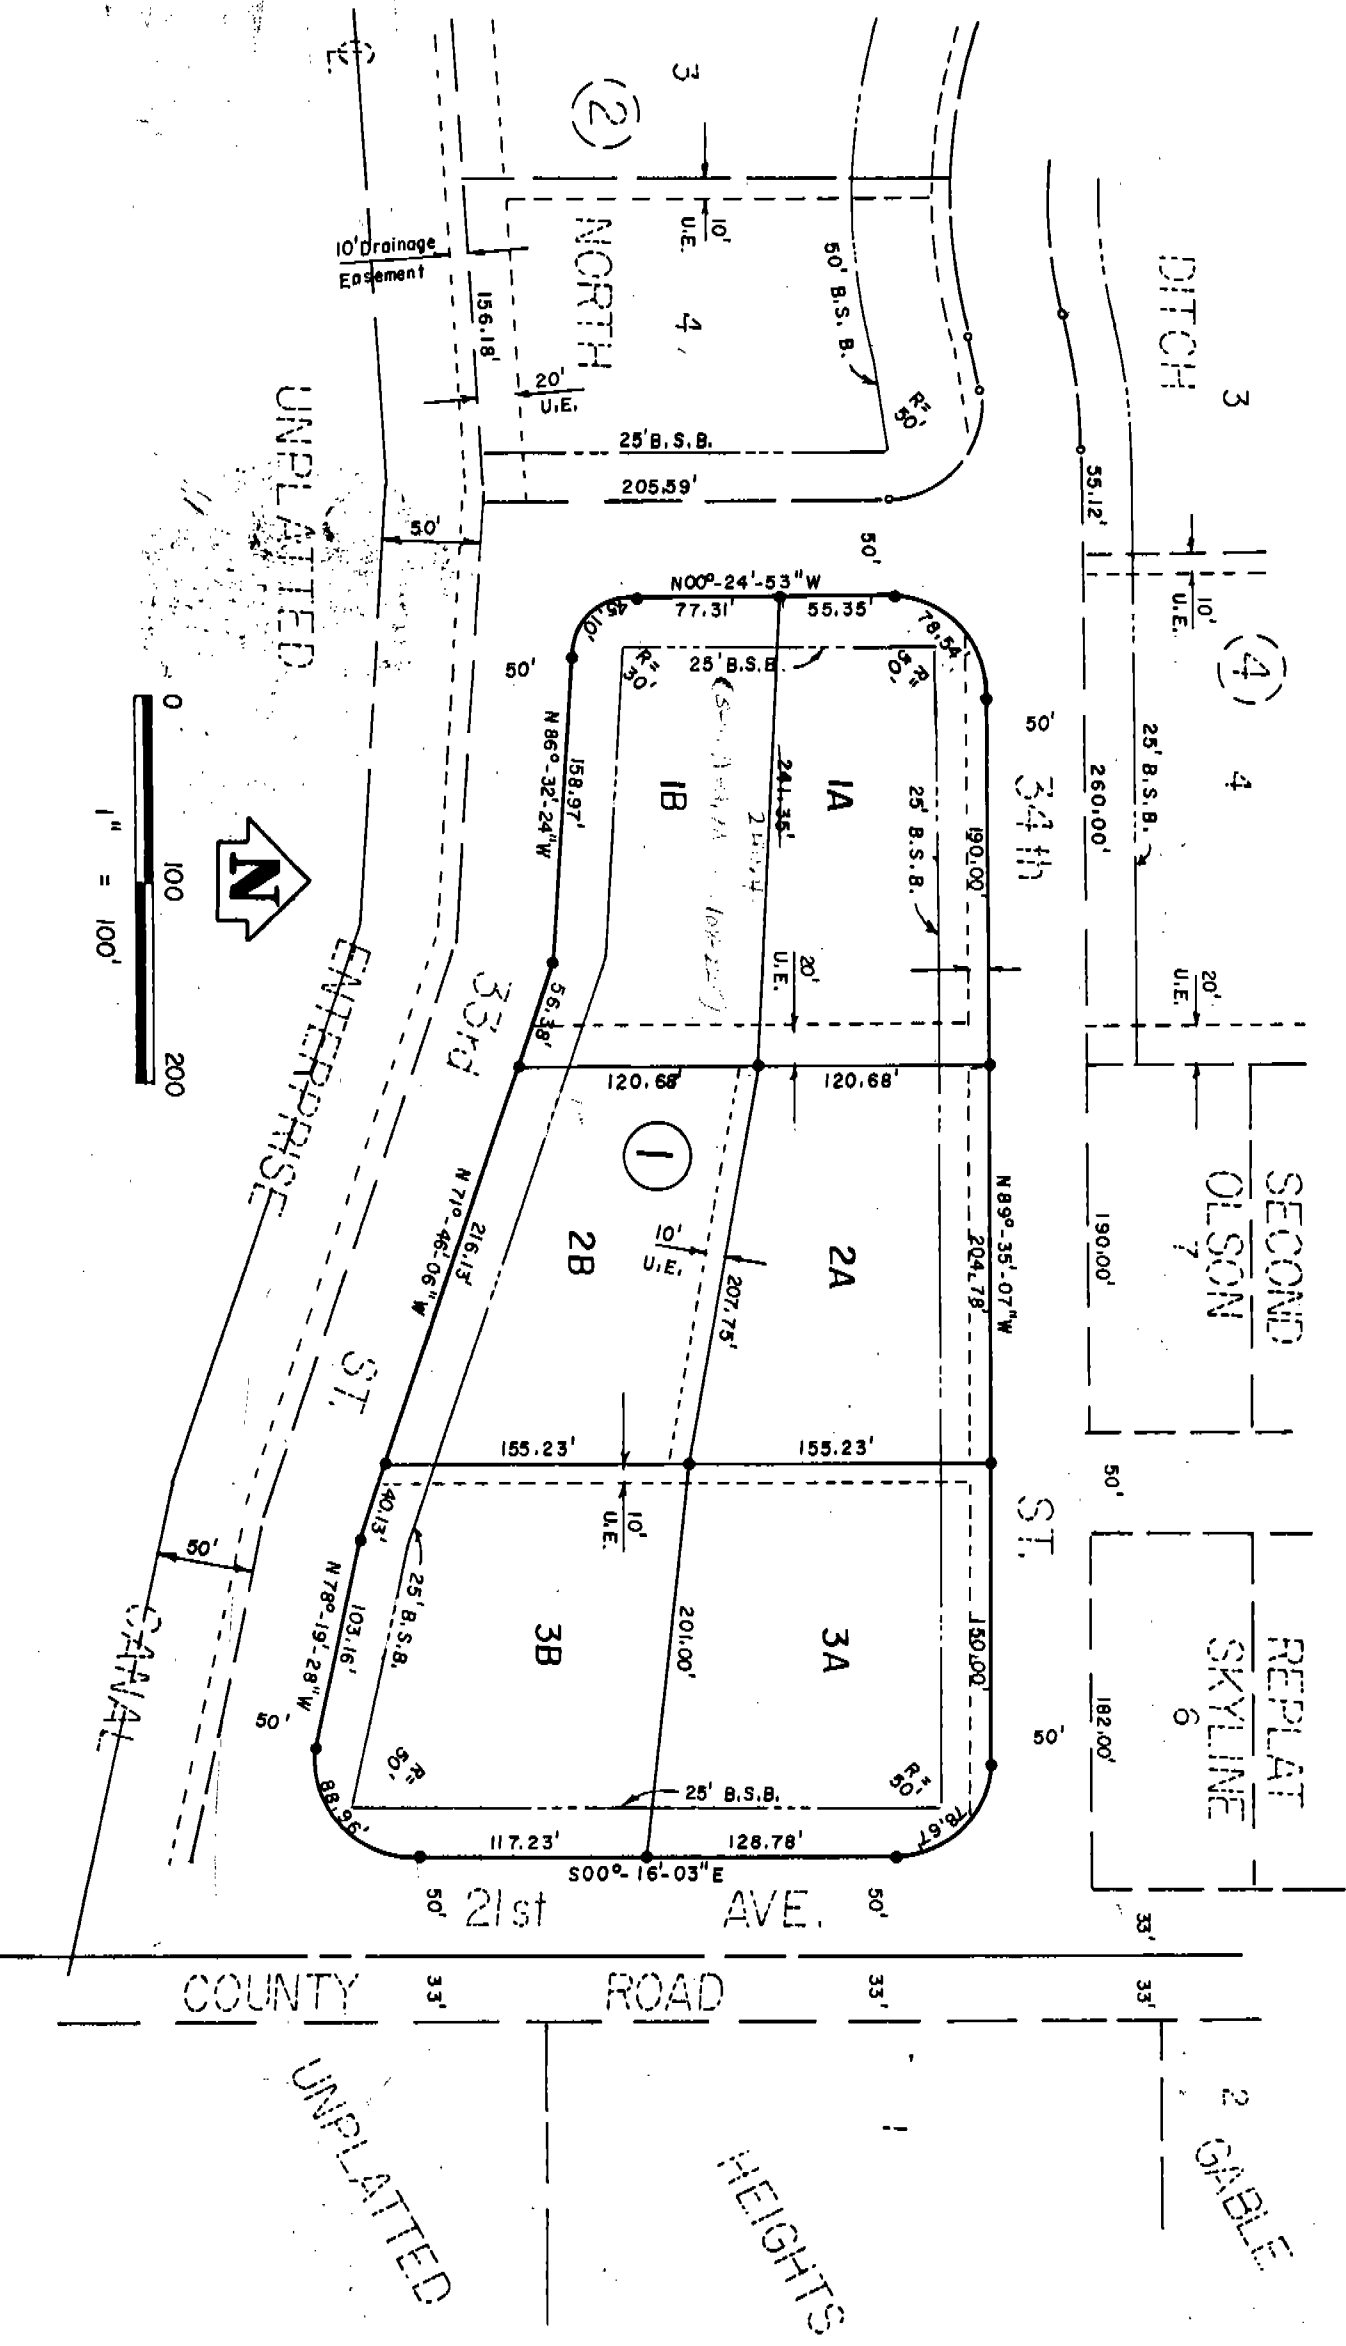 DITCH
3
3
2
10'
U.E.
NORTH
4
50' B.S.B.
R=
50'
25' B.S.B.
205.59'
10' Drainage
Easement
156.18'
20'
U.E.
UNPLATTED
50'
50'
55.12'
10'
U.E.
4
4
25' B.S.B.
260.00'
20'
U.E.
50'
34th
ST.
N00°-24'-53"W
77.31'
55.35'
78.54'
45.10'
R=
30'
25' B.S.B.
R=
50'
50'
190.00'
25' B.S.B.
1A
1B
241.35'
20'
U.E.
158.97'
N 86°-32'-24" W
56.38'
33rd
ST.
120.68'
120.68'
1
N 89°-35'-07" W
204.78'
2A
2B
10'
U.E.
207.75'
216.13'
N 71°-46'-06" W
155.23'
155.23'
10'
U.E.
40.13'
150.00'
3A
3B
201.00'
25' B.S.B.
103.16'
N 78°-19'-28" W
50'
R=
50'
88.96'
25' B.S.B.
R=
50'
78.67'
50'
117.23'
128.78'
S00°-16'-03" E
50'
21st
AVE.
50'
33'
COUNTY
ROAD
33'
33'
33'
SECOND
OLSON
7
190.00'
50'
REPLAT
SKYLINE
6
182.00'
0
100
200
1" = 100'
N
ENTERPRISE
CANAL
50'
UNPLATTED
HEIGHTS
1
2
GABLE